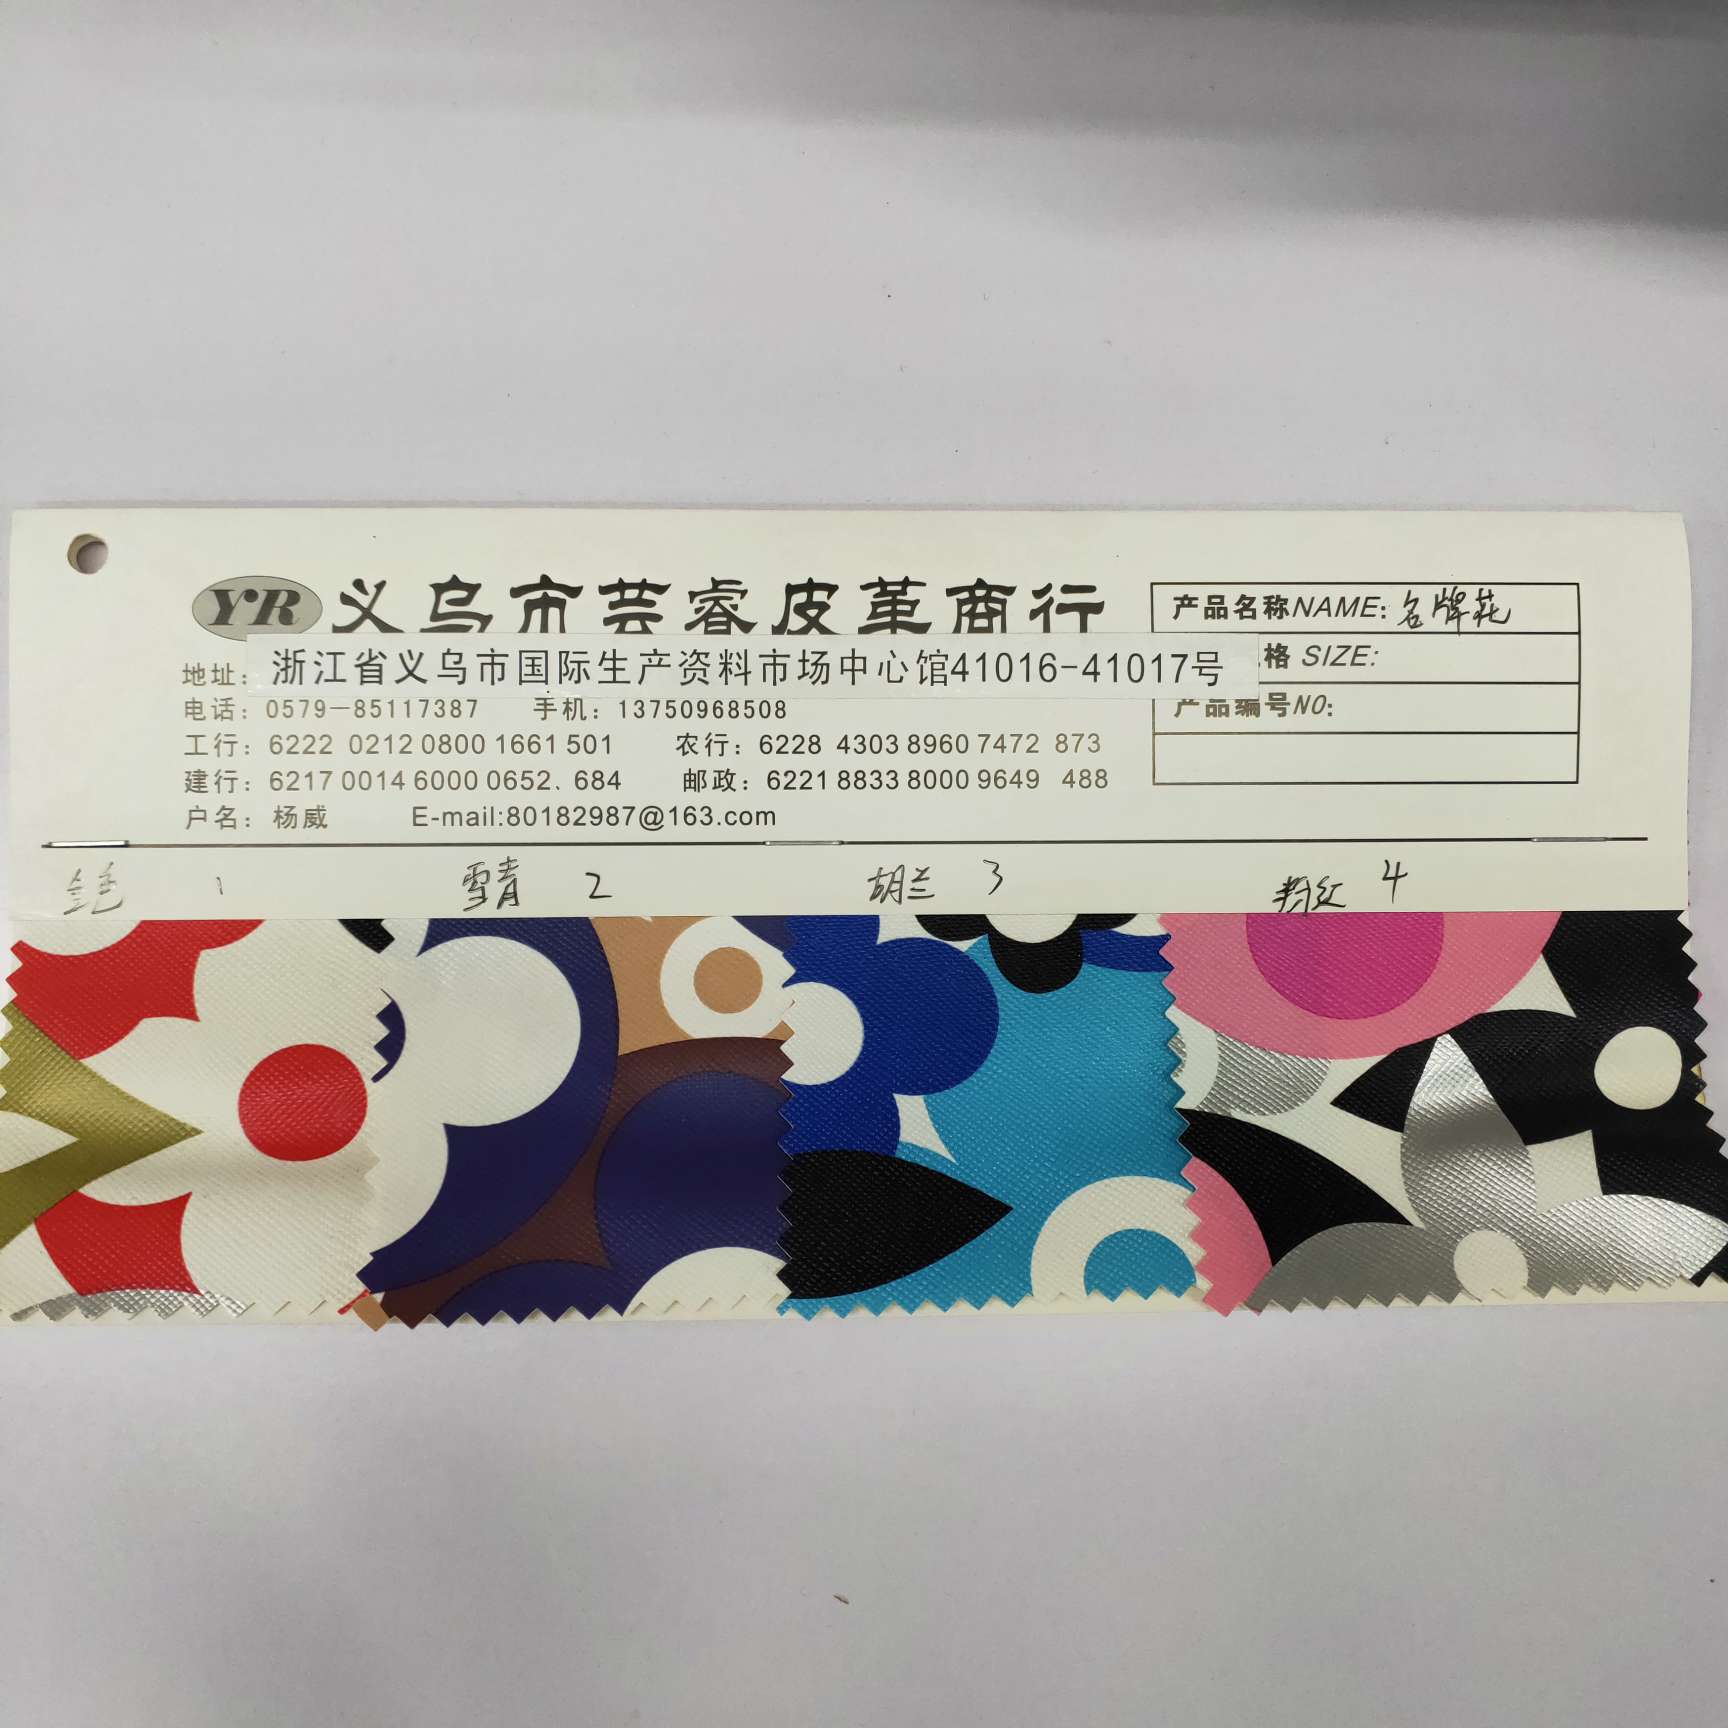 YR 义乌市芸睿皮革商行
地址: 浙江省义乌市国际生产资料市场中心馆41016-41017号
电话: 0579-85117387 手机: 13750968508
工行: 6222 0212 0800 1661 501 农行: 6228 4303 8960 7472 873
建行: 6217 0014 6000 0652. 684 邮政: 6221 8833 8000 9649 488
户名: 杨威 E-mail:80182987@163.com
产品名称NAME: 名牌花
格 SIZE:
产品编号NO:
1 雪青 2 胡兰 3 粉红 4